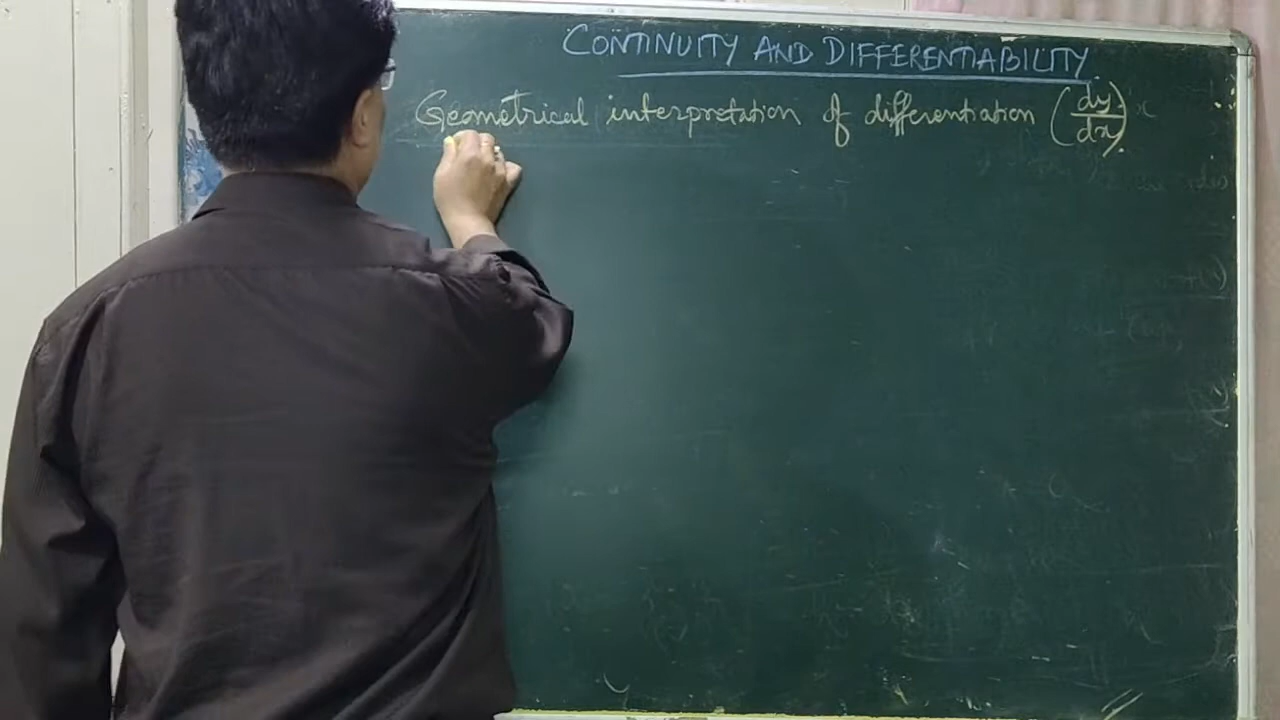 CONTINUITY AND DIFFERENTIABILITY
Geometrical interpretation of differentiation (dy/dx).